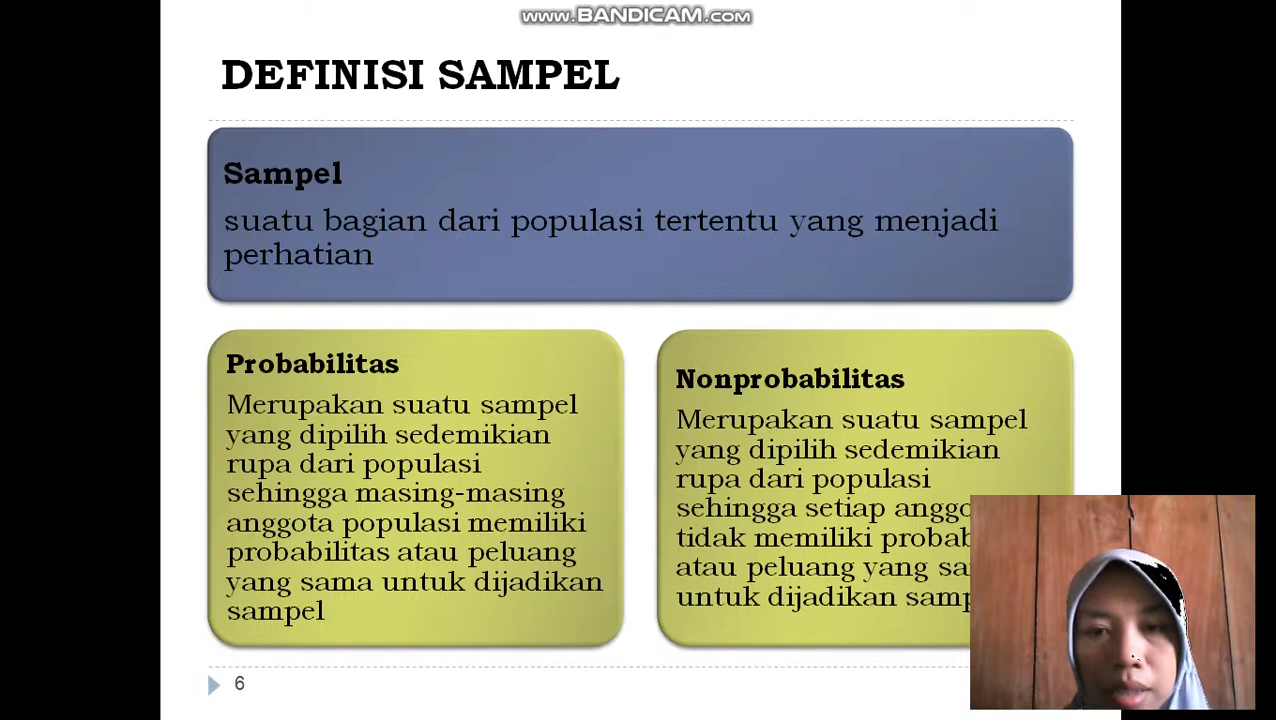 www.BANDICAM.com
DEFINISI SAMPEL
Sampel
suatu bagian dari populasi tertentu yang menjadi
perhatian
Probabilitas
Merupakan suatu sampel
yang dipilih sedemikian
rupa dari populasi
sehingga masing-masing
anggota populasi memiliki
probabilitas atau peluang
yang sama untuk dijadikan
sampel
Nonprobabilitas
Merupakan suatu sampel
yang dipilih sedemikian
rupa dari populasi
sehingga setiap
tidak memiliki
atau peluang yang
untuk dijadikan
6